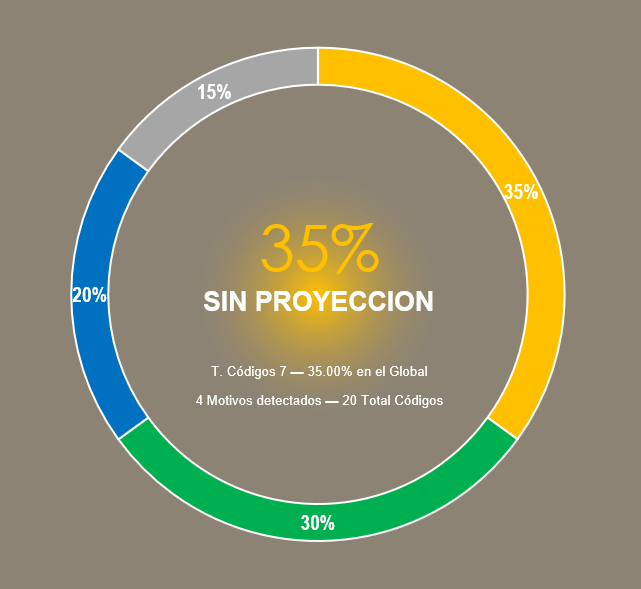 15%
35%
35%
SIN PROYECCION
20%
T. Códigos 7 — 35.00% en el Global
4 Motivos detectados — 20 Total Códigos
30%